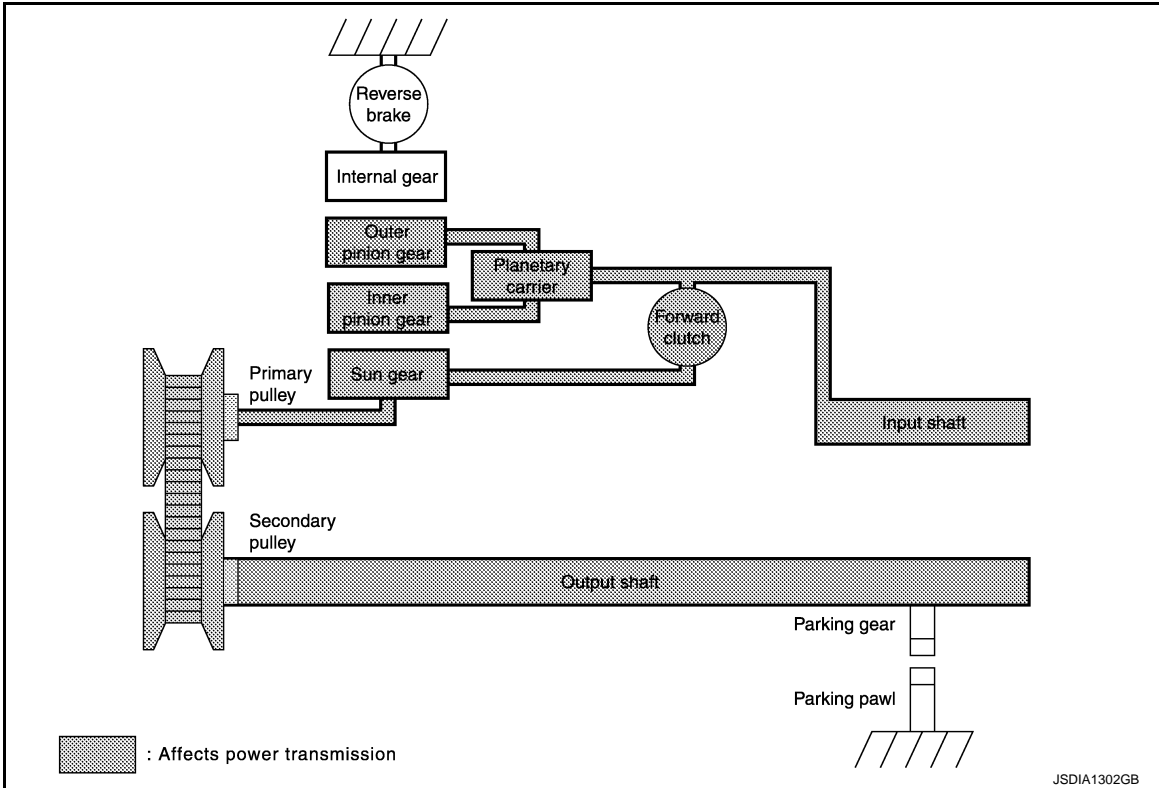 Reverse
brake
Internal gear
Outer
pinion gear
Planetary
carrier
Inner
pinion gear
Forward
clutch
Sun gear
Primary
pulley
Input shaft
Secondary
pulley
Output shaft
Parking gear
Parking pawl
: Affects power transmission
JSDIA1302GB